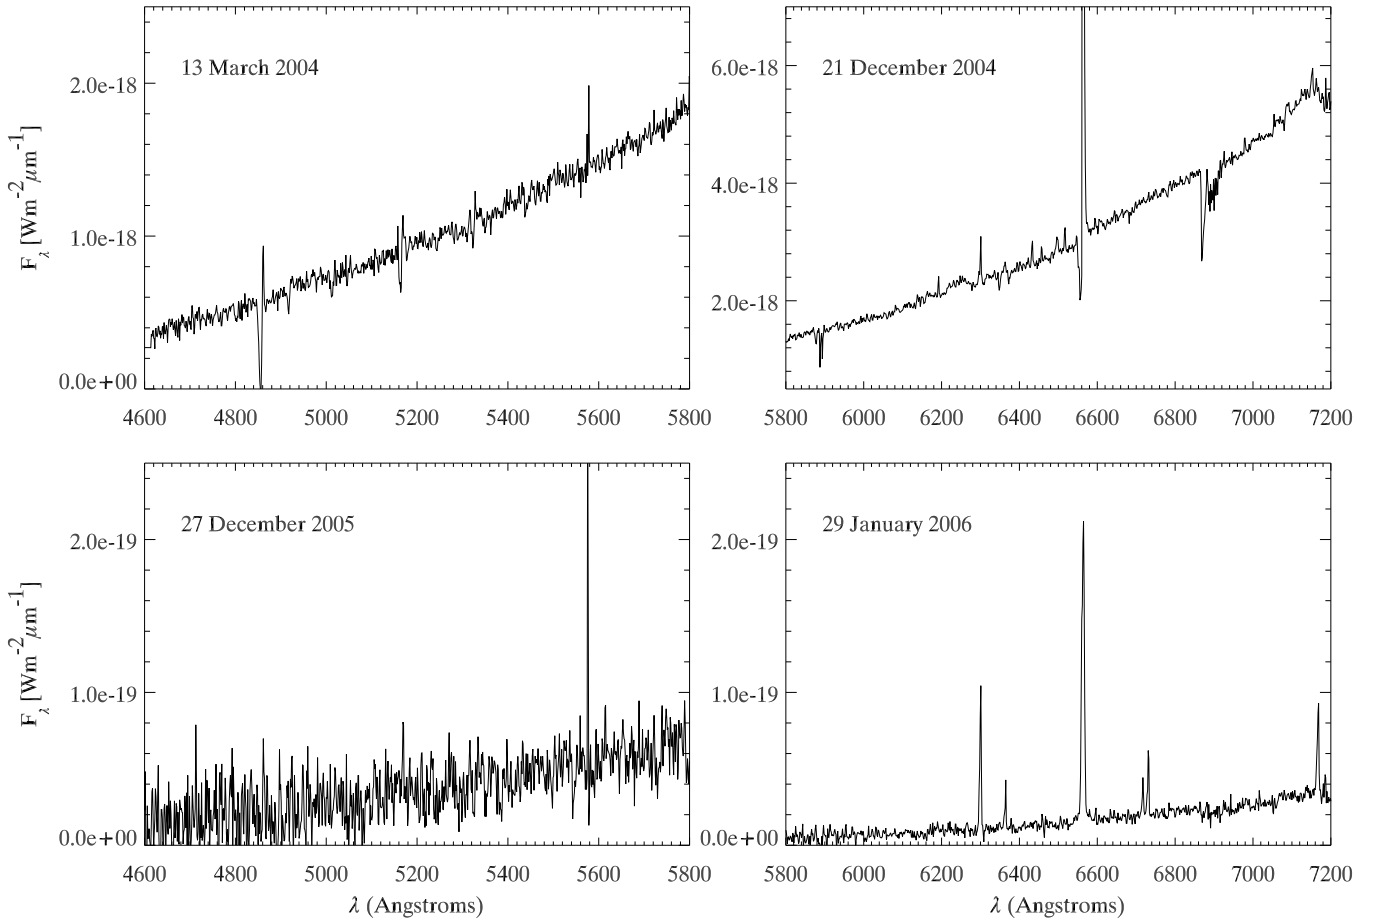 13 March 2004
2.0e-18
1.0e-18
0.0e+00
F_λ [Wm^-2 μm^-1]
4600 4800 5000 5200 5400 5600 5800
21 December 2004
6.0e-18
4.0e-18
2.0e-18
5800 6000 6200 6400 6600 6800 7000 7200
27 December 2005
2.0e-19
1.0e-19
0.0e+00
F_λ [Wm^-2 μm^-1]
4600 4800 5000 5200 5400 5600 5800
λ (Angstroms)
29 January 2006
2.0e-19
1.0e-19
0.0e+00
5800 6000 6200 6400 6600 6800 7000 7200
λ (Angstroms)